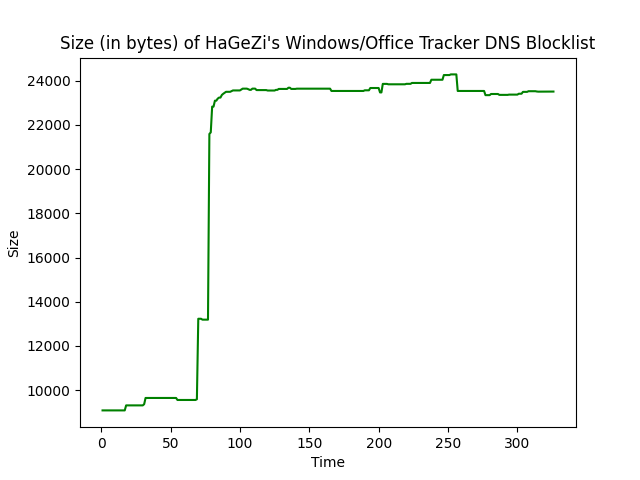 Size (in bytes) of HaGeZi's Windows/Office Tracker DNS Blocklist
24000
22000
20000
18000
16000
14000
12000
10000
Size
0 50 100 150 200 250 300
Time